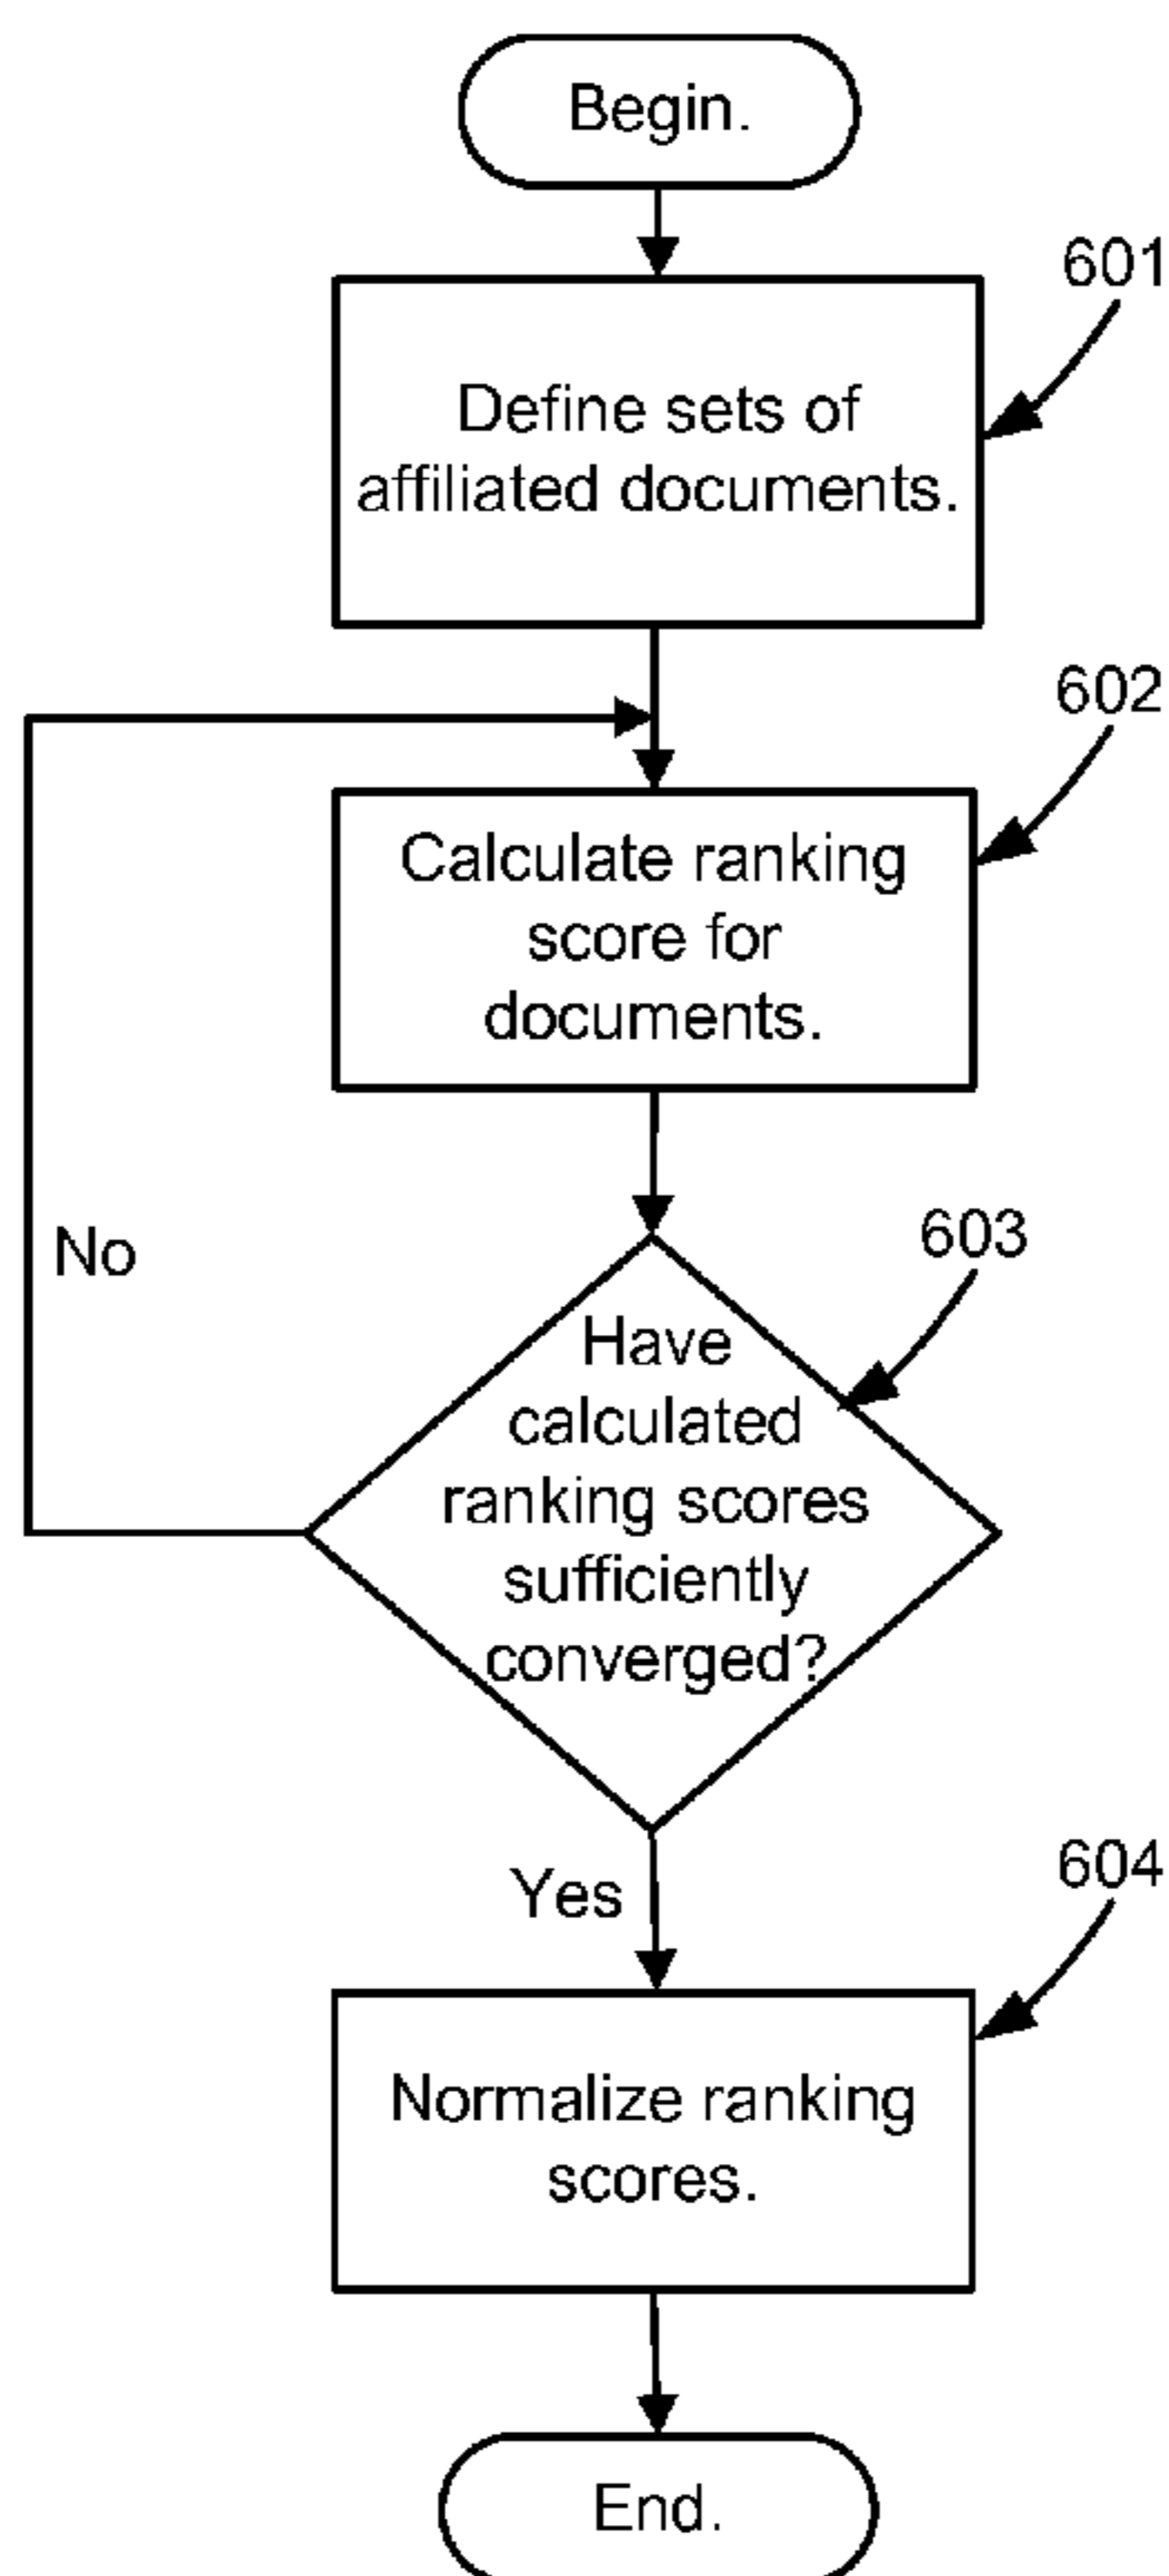 Begin.
601
Define sets of
affiliated documents.
602
Calculate ranking
score for
documents.
603
No
Have
calculated
ranking scores
sufficiently
converged?
604
Yes
Normalize ranking
scores.
End.